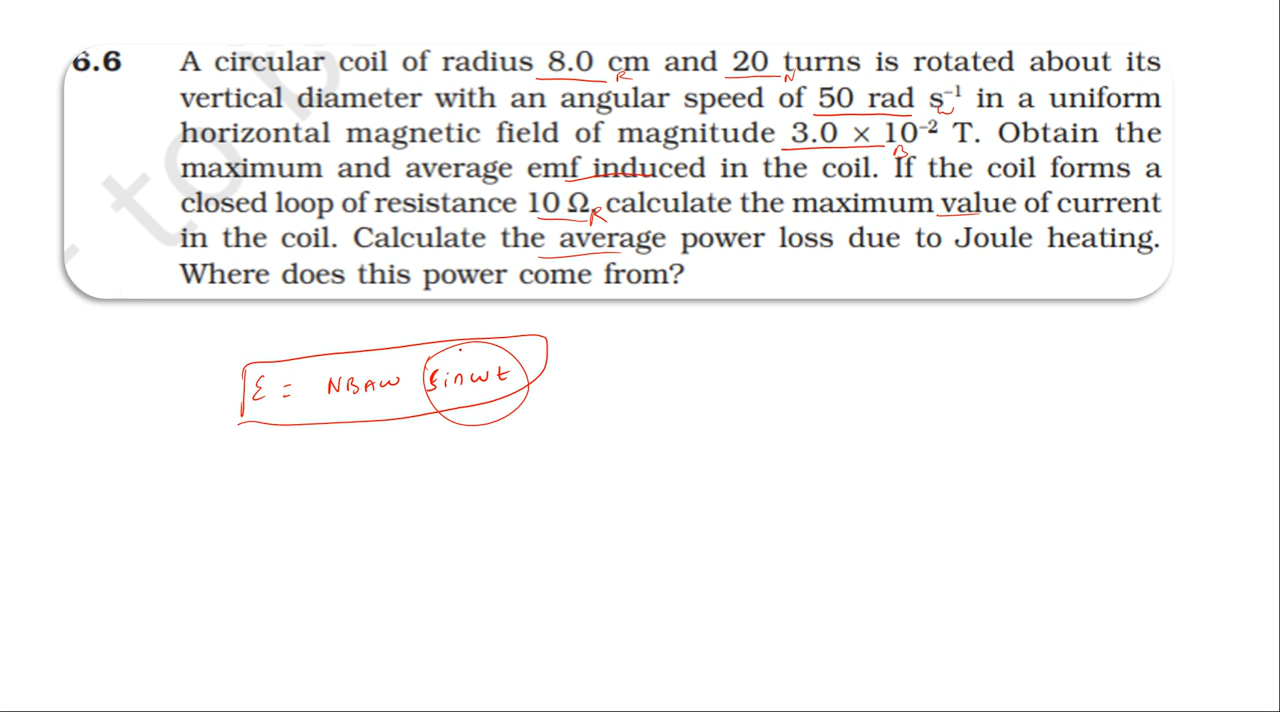 6.6 A circular coil of radius 8.0 cm and 20 turns is rotated about its
R N
vertical diameter with an angular speed of 50 rad s⁻¹ in a uniform
ω
horizontal magnetic field of magnitude 3.0 × 10⁻² T. Obtain the
B
maximum and average emf induced in the coil. If the coil forms a
closed loop of resistance 10 Ω, calculate the maximum value of current
R
in the coil. Calculate the average power loss due to Joule heating.
Where does this power come from?
ε = NBAω sinωt